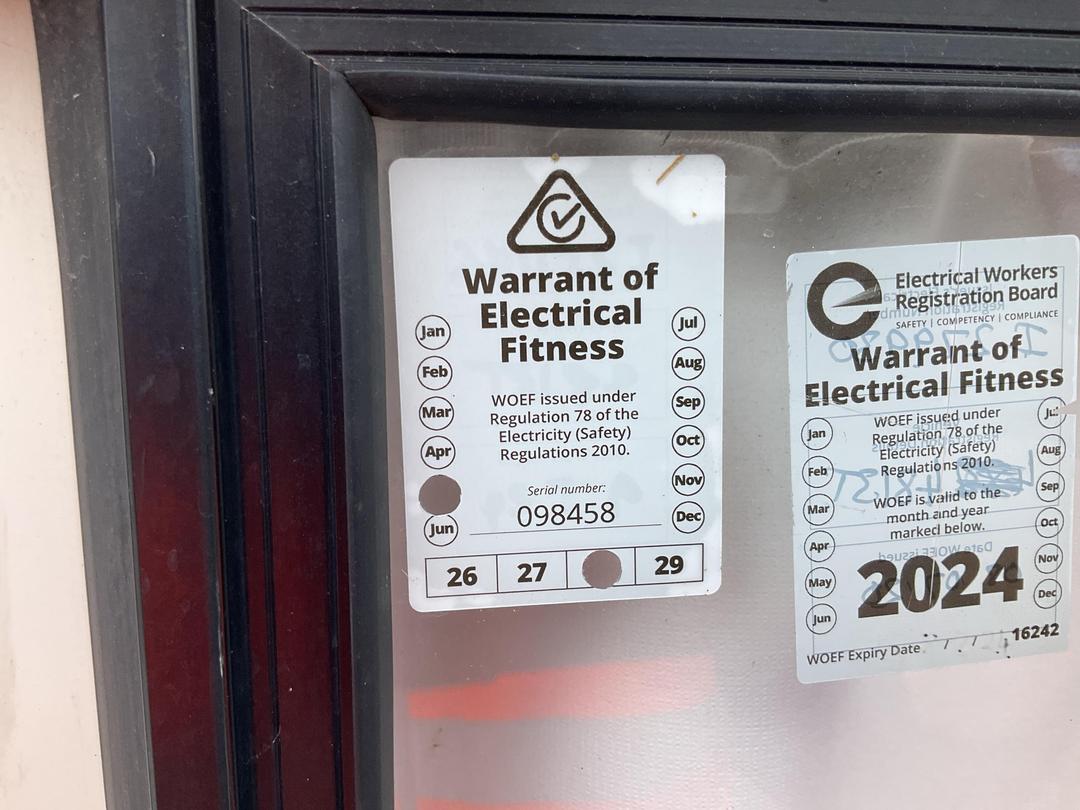 Warrant of
Electrical
Fitness
Jan
Feb
Mar
Apr
Jun
Jul
Aug
Sep
Oct
Nov
Dec
WOEF issued under
Regulation 78 of the
Electricity (Safety)
Regulations 2010.
Serial number:
098458
26 27 29
Electrical Workers
Registration Board
SAFETY | COMPETENCY | COMPLIANCE
Warrant of
Electrical Fitness
Jan
Feb
Mar
Apr
May
Jun
Aug
Sep
Oct
Nov
Dec
WOEF issued under
Regulation 78 of the
Electricity (Safety)
Regulations 2010.
WOEF is valid to the
month and year
marked below.
2024
16242
WOEF Expiry Date / /